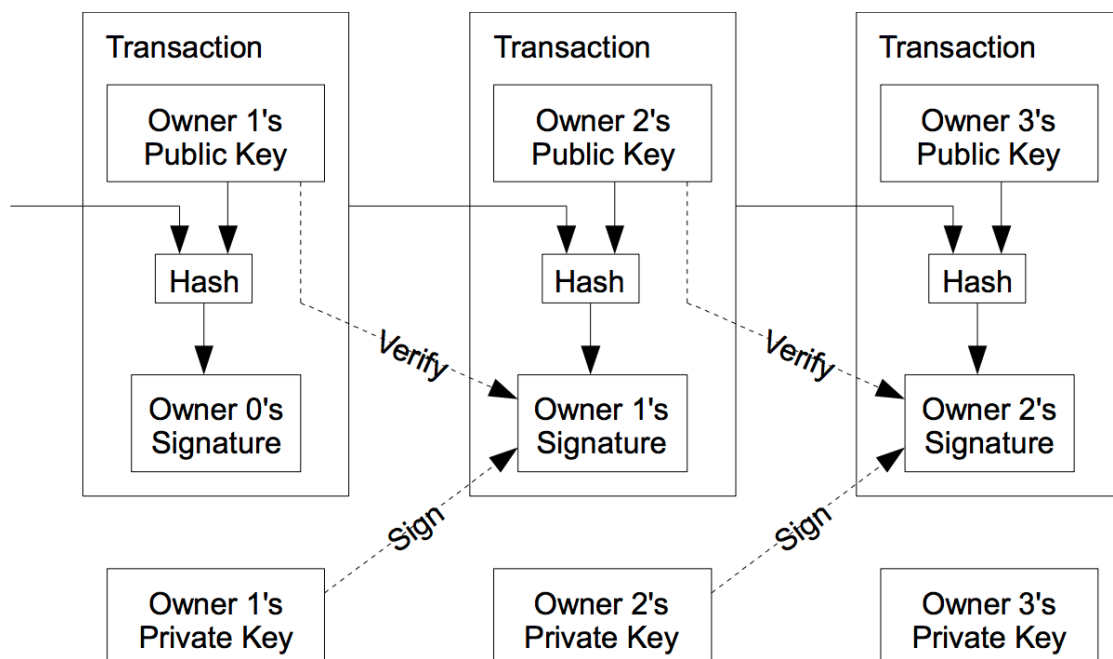 Transaction
Owner 1's
Public Key
Hash
Verify
Owner 0's
Signature
Transaction
Owner 2's
Public Key
Hash
Verify
Owner 1's
Signature
Transaction
Owner 3's
Public Key
Hash
Owner 2's
Signature
Sign
Sign
Owner 1's
Private Key
Owner 2's
Private Key
Owner 3's
Private Key